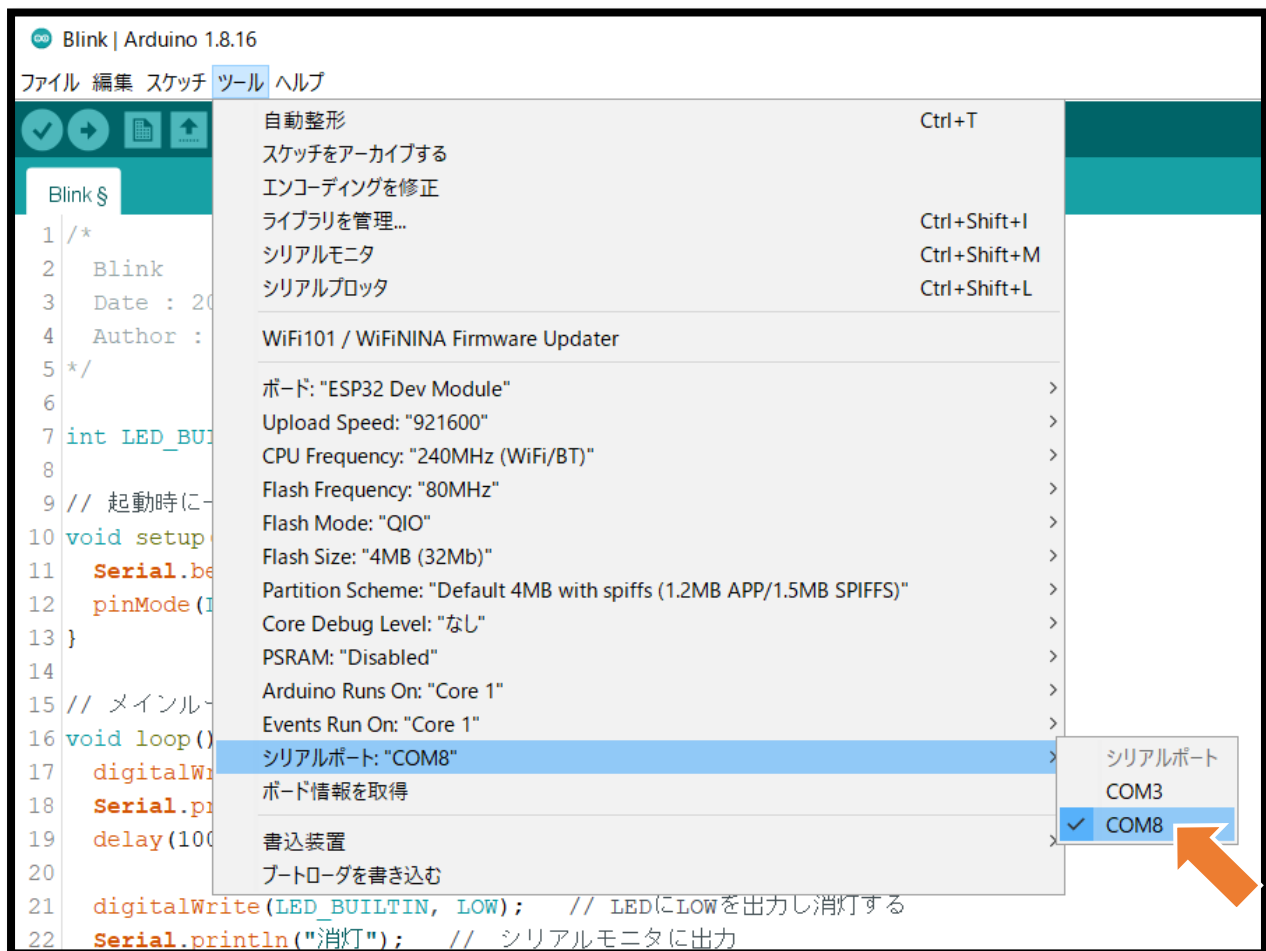 Blink | Arduino 1.8.16
ファイル 編集 スケッチ ツール ヘルプ
自動整形 Ctrl+T
スケッチをアーカイブする
エンコーディングを修正
ライブラリを管理... Ctrl+Shift+I
シリアルモニタ Ctrl+Shift+M
シリアルプロッタ Ctrl+Shift+L
WiFi101 / WiFiNINA Firmware Updater
ボード: "ESP32 Dev Module"
Upload Speed: "921600"
CPU Frequency: "240MHz (WiFi/BT)"
Flash Frequency: "80MHz"
Flash Mode: "QIO"
Flash Size: "4MB (32Mb)"
Partition Scheme: "Default 4MB with spiffs (1.2MB APP/1.5MB SPIFFS)"
Core Debug Level: "なし"
PSRAM: "Disabled"
Arduino Runs On: "Core 1"
Events Run On: "Core 1"
シリアルポート: "COM8"
ボード情報を取得
書込装置
ブートローダを書き込む
シリアルポート
COM3
COM8
Blink §
1 /*
2 Blink
3 Date : 20
4 Author :
5 */
6
7 int LED_BUI
8
9 // 起動時に
10 void setup(
11 Serial.be
12 pinMode(
13 }
14
15 // メインル
16 void loop()
17 digitalWr
18 Serial.pr
19 delay(100
20
21 digitalWrite(LED_BUILTIN, LOW); // LEDにLOWを出力し消灯する
22 Serial.println("消灯"); // シリアルモニタに出力